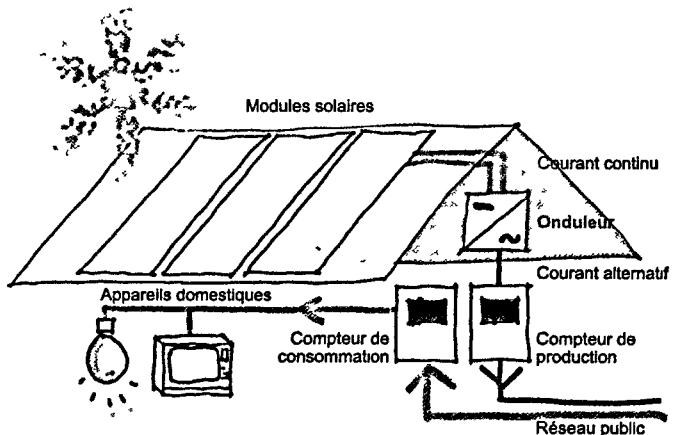 Modules solaires
Courant continu
Onduleur
Courant alternatif
Appareils domestiques
Compteur de
consommation
Compteur de
production
Réseau public